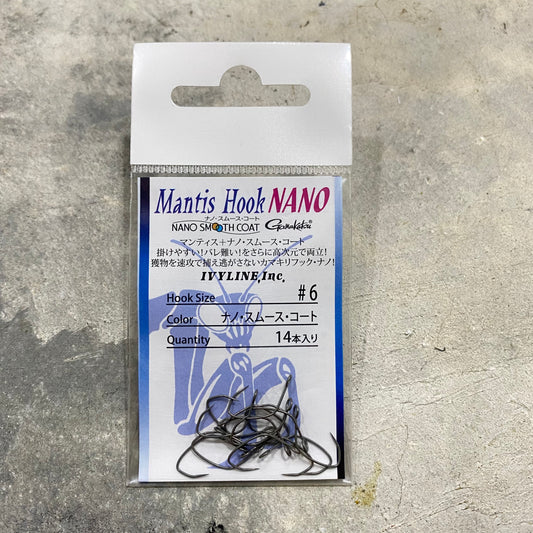 Mantis Hook NANO
ナノ・スムース・コート
NANO SMOOTH COAT Gamakatsu®
マンティス+ナノ・スムース・コート
掛けやすい!バレ難い!をさらに高次元で両立!
獲物を速攻で捕え逃がさないカマキリフック・ナノ!
IVYLINE,Inc.
Hook Size #6
Color ナノ・スムース・コート
Quantity 14本入り